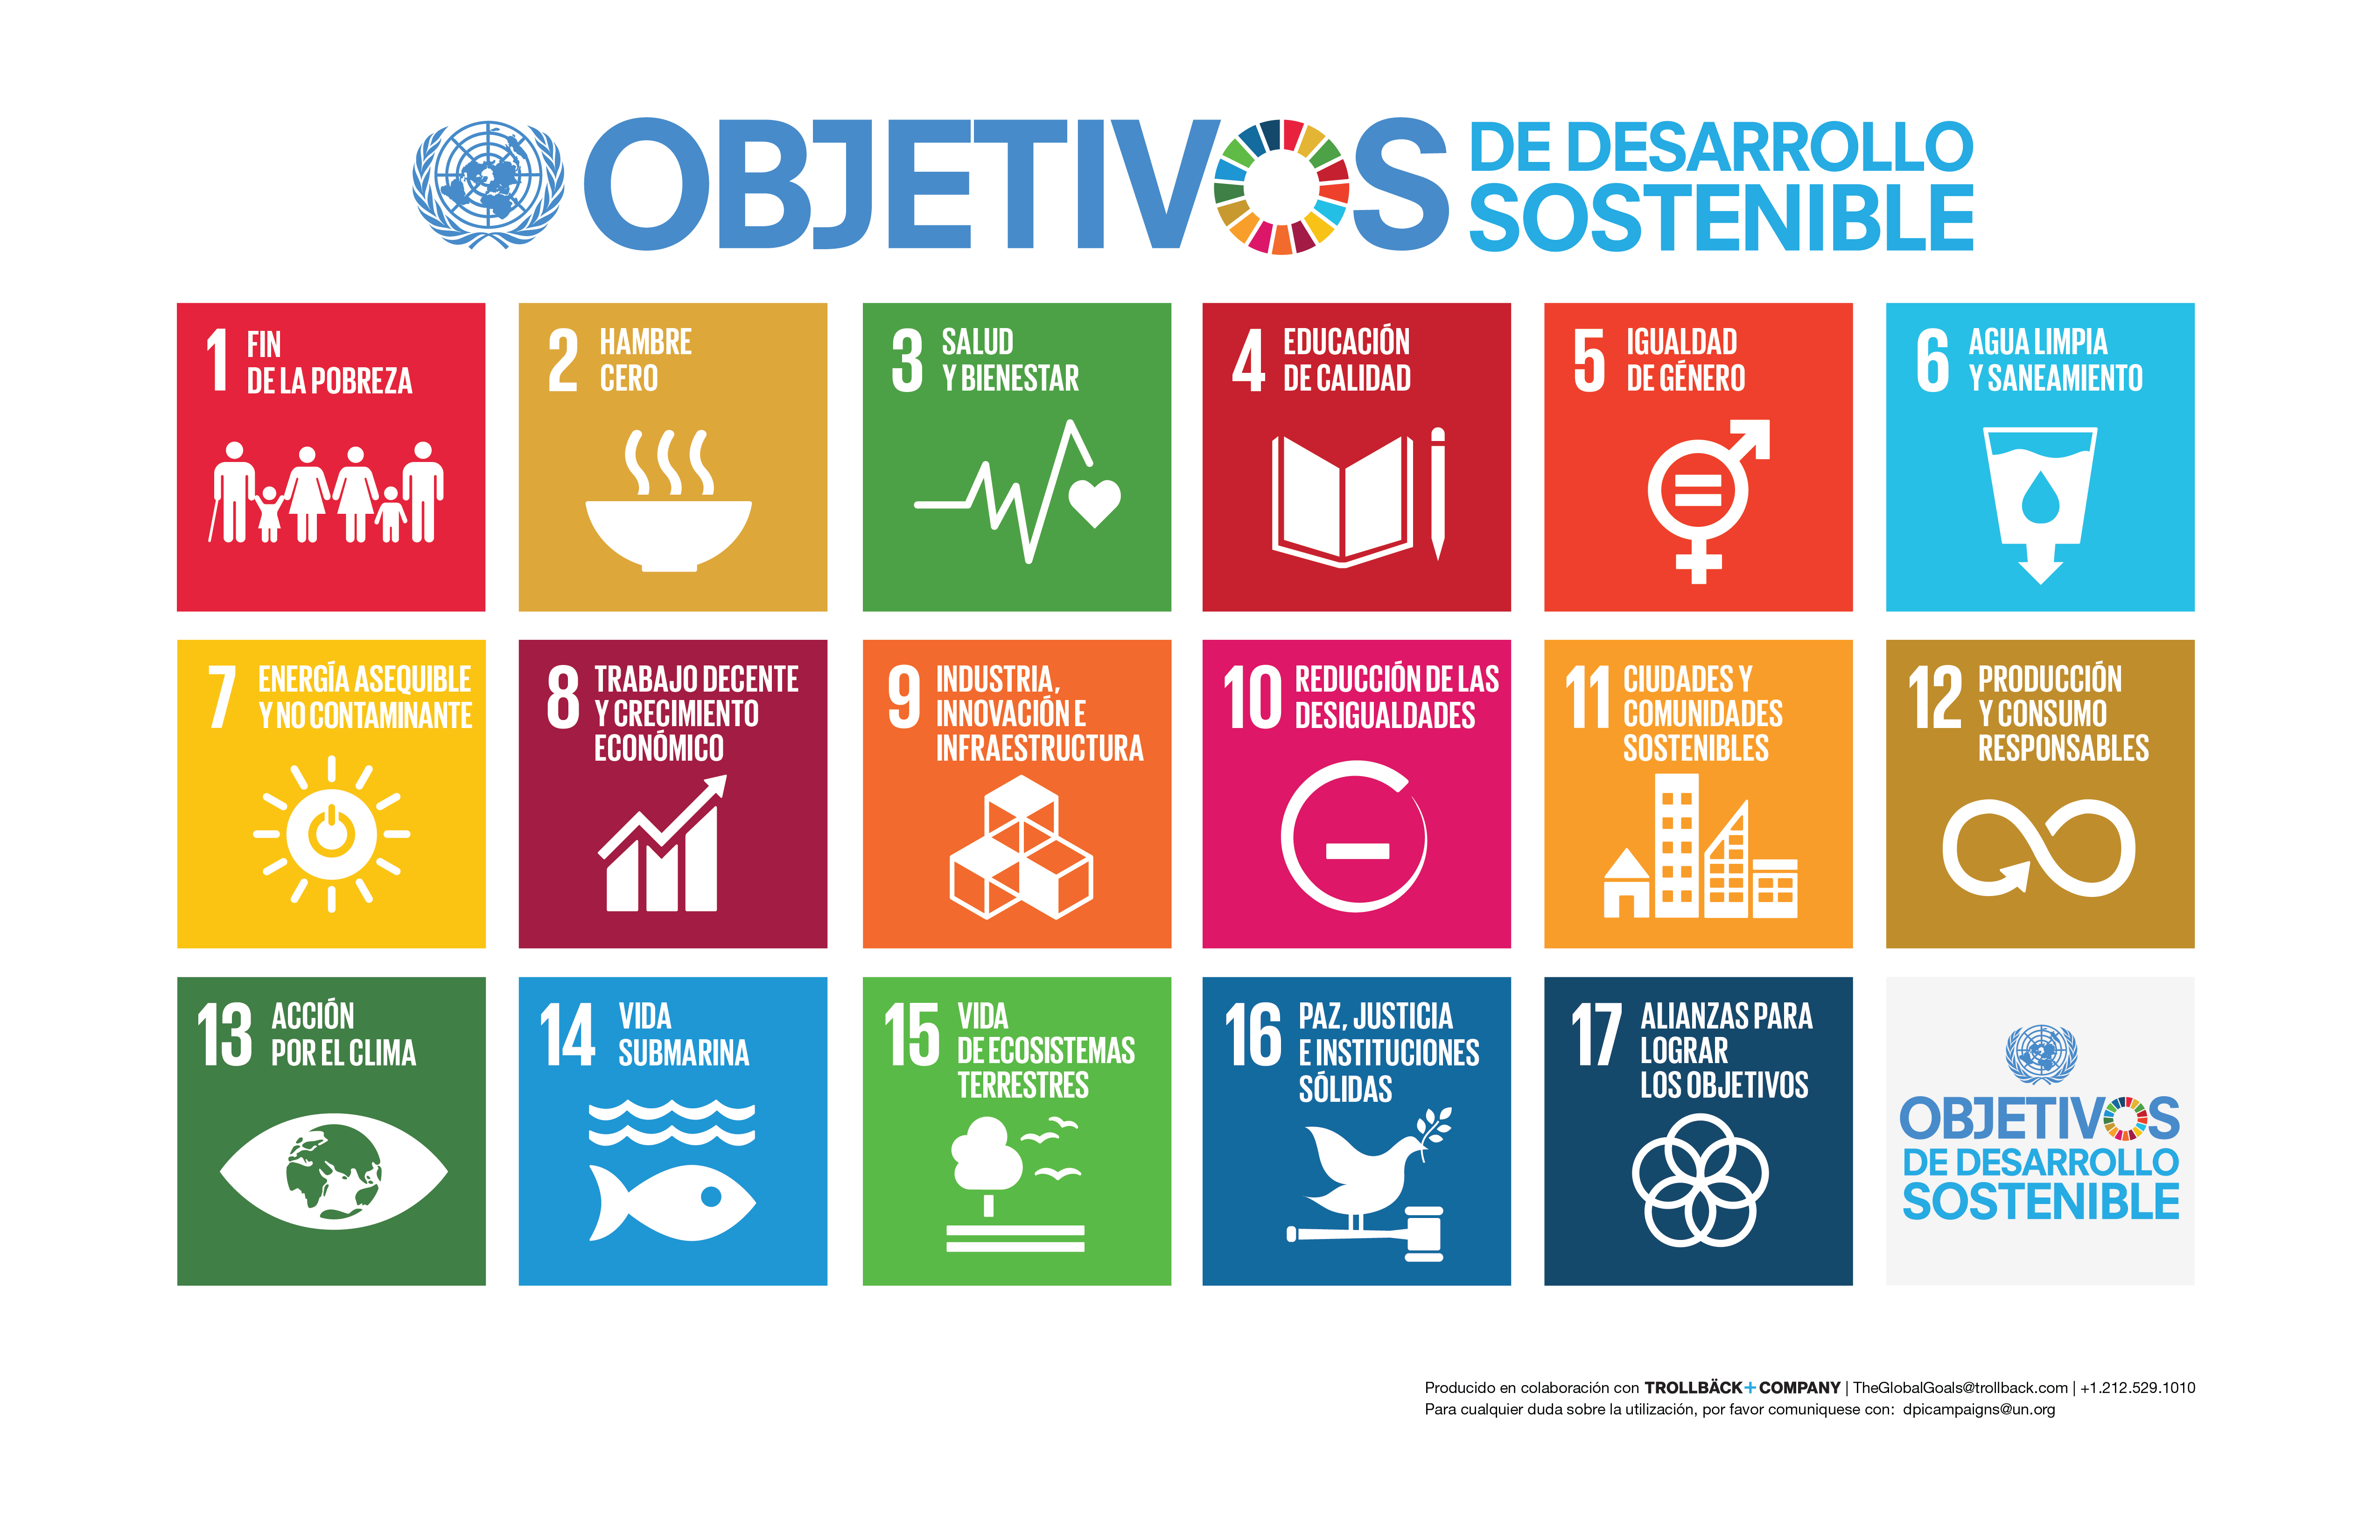 OBJETIVOS
DE DESARROLLO
SOSTENIBLE
1 FIN
DE LA POBREZA
2 HAMBRE
CERO
3 SALUD
Y BIENESTAR
4 EDUCACIÓN
DE CALIDAD
5 IGUALDAD
DE GÉNERO
6 AGUA LIMPIA
Y SANEAMIENTO
7 ENERGÍA ASEQUIBLE
Y NO CONTAMINANTE
8 TRABAJO DECENTE
Y CRECIMIENTO
ECONÓMICO
9 INDUSTRIA,
INNOVACIÓN E
INFRAESTRUCTURA
10 REDUCCIÓN DE LAS
DESIGUALDADES
11 CIUDADES Y
COMUNIDADES
SOSTENIBLES
12 PRODUCCIÓN
Y CONSUMO
RESPONSABLES
13 ACCIÓN
POR EL CLIMA
14 VIDA
SUBMARINA
15 VIDA
DE ECOSISTEMAS
TERRESTRES
16 PAZ, JUSTICIA
E INSTITUCIONES
SÓLIDAS
17 ALIANZAS PARA
LOGRAR
LOS OBJETIVOS
OBJETIVOS
DE DESARROLLO
SOSTENIBLE
Producido en colaboración con TROLLBÄCK+COMPANY | TheGlobalGoals@trollback.com | +1.212.529.1010
Para cualquier duda sobre la utilización, por favor comuniquese con: dpicampaigns@un.org